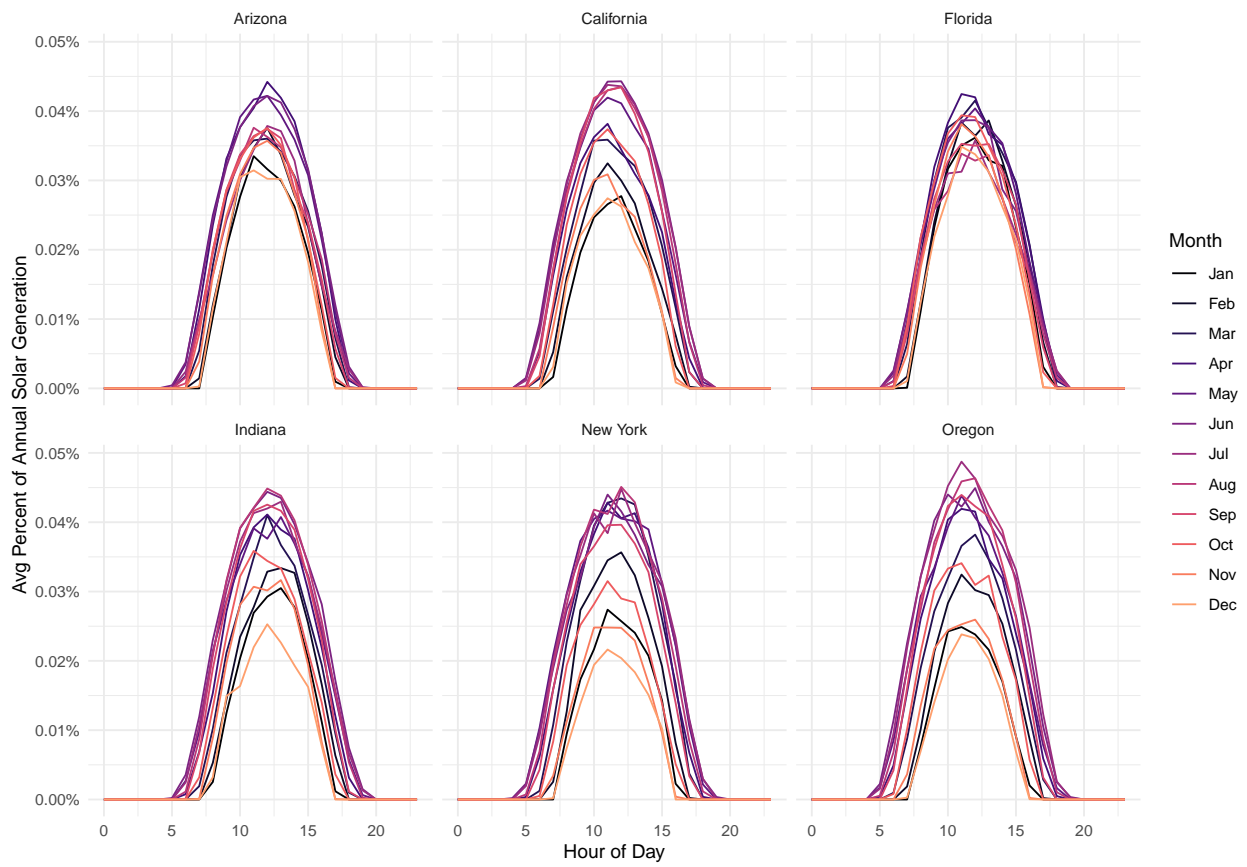 Arizona
California
Florida
0.05%
0.04%
0.03%
0.02%
0.01%
0.00%
Indiana
New York
Oregon
0.05%
0.04%
0.03%
0.02%
0.01%
0.00%
0 5 10 15 20
0 5 10 15 20
0 5 10 15 20
Hour of Day
Avg Percent of Annual Solar Generation
Month
Jan
Feb
Mar
Apr
May
Jun
Jul
Aug
Sep
Oct
Nov
Dec